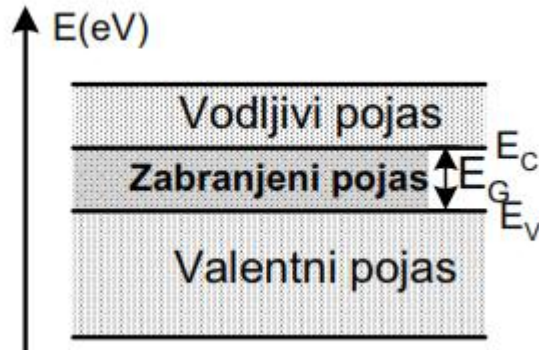 E(eV)
Vodljivi pojas
E_C
Zabranjeni pojas
E_G
E_V
Valentni pojas